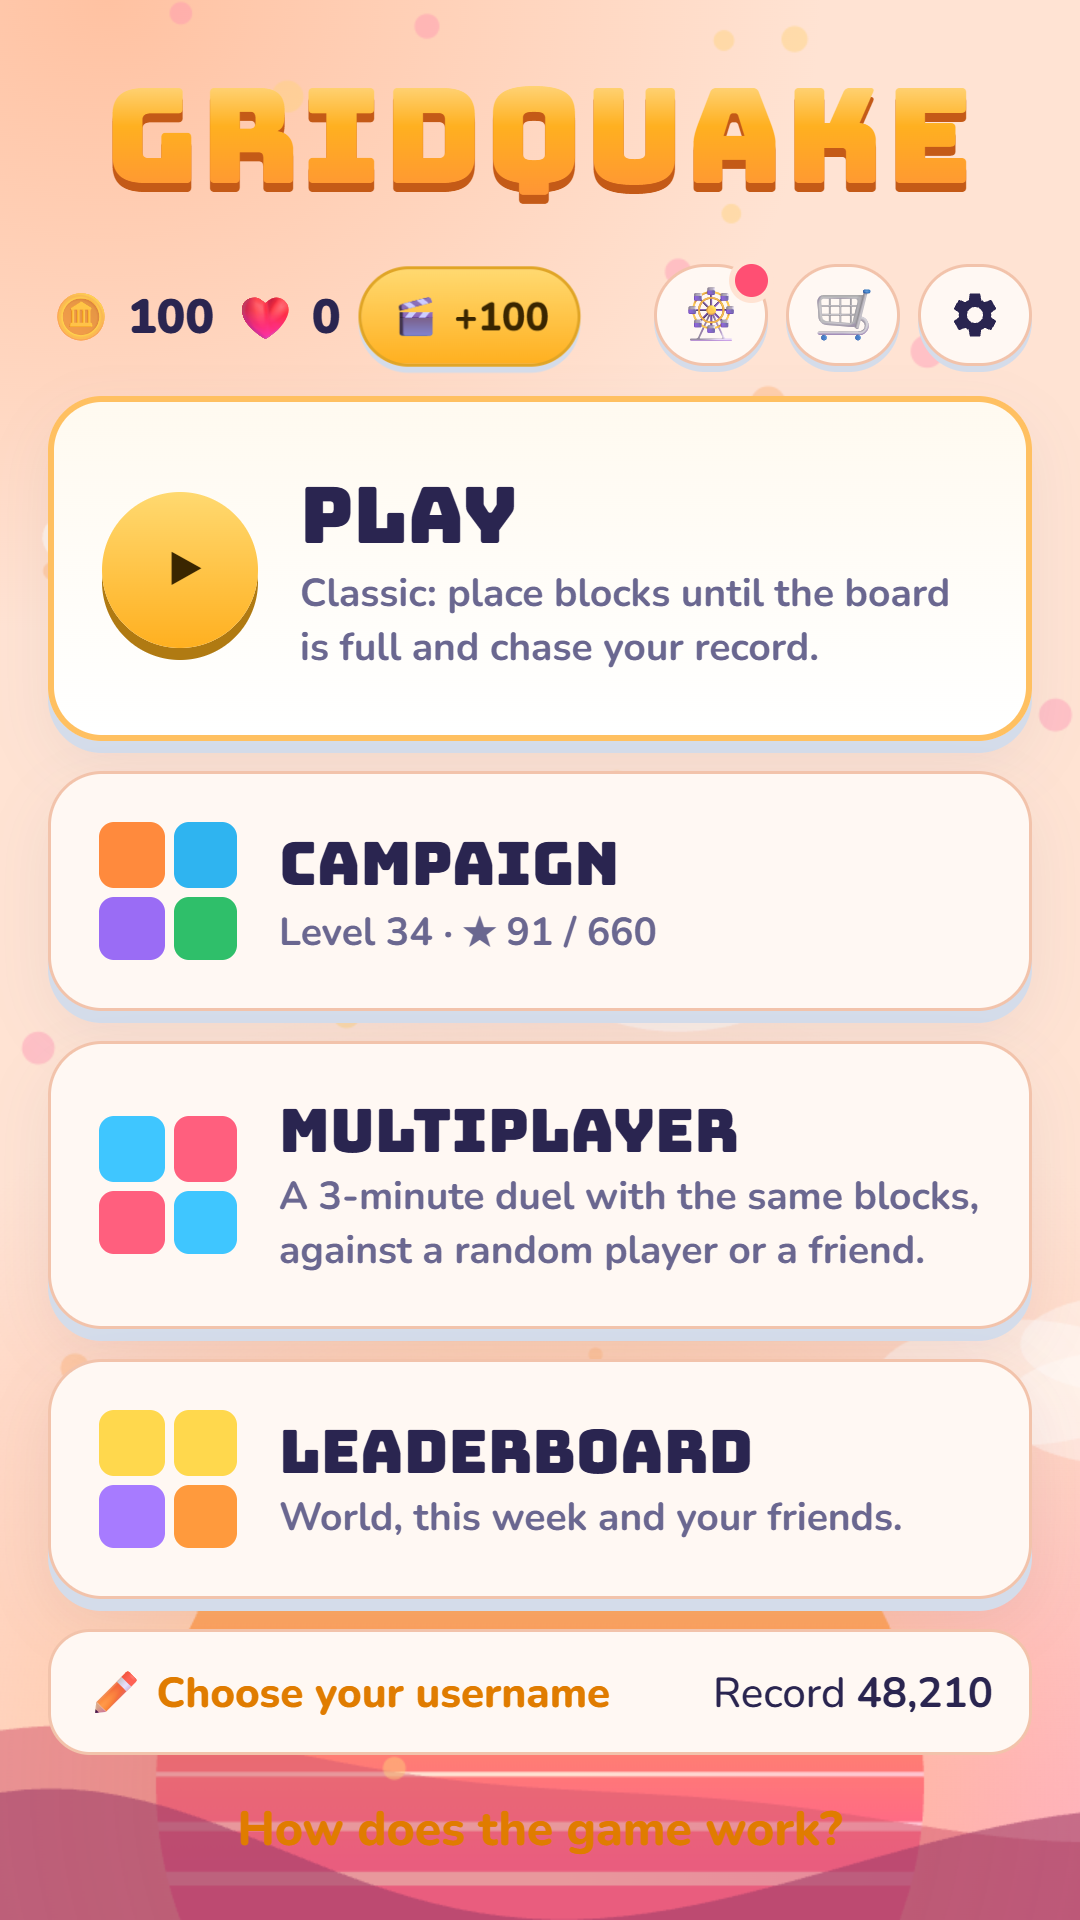 GRIDQUAKE
100 0 +100
PLAY
Classic: place blocks until the board
is full and chase your record.
CAMPAIGN
Level 34 · ★ 91 / 660
MULTIPLAYER
A 3-minute duel with the same blocks,
against a random player or a friend.
LEADERBOARD
World, this week and your friends.
Choose your username Record 48,210
How does the game work?